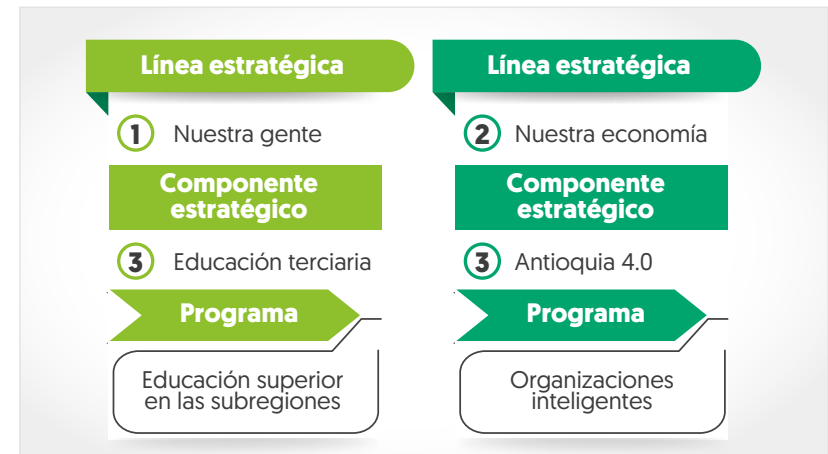 Línea estratégica
1 Nuestra gente
Componente
estratégico
3 Educación terciaria
Programa
Educación superior
en las subregiones
Línea estratégica
2 Nuestra economía
Componente
estratégico
3 Antioquia 4.0
Programa
Organizaciones
inteligentes